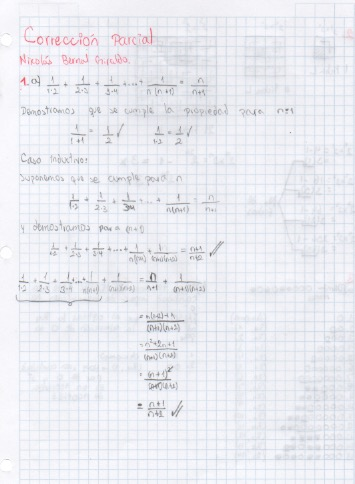 Corrección Parcial
Nicolás Bernal Giraldo
1. a) 1/1·2 + 1/2·3 + 1/3·4 + ... + 1/n(n+1) = n/n+1
Demostramos que se cumple la propiedad para n=1
1/1+1 = 1/2 ✓ 1/1·2 = 1/2 ✓
Caso Inductivo:
Suponemos que se cumple para n
1/1·2 + 1/2·3 + 1/3·4 + ... + 1/n(n+1) = n/n+1
y demostramos para (n+1)
1/1·2 + 1/2·3 + 1/3·4 + ... + 1/n(n+1) + 1/(n+1)(n+2) = n+1/n+2 ✓
1/1·2 + 1/2·3 + 1/3·4 + ... + 1/n(n+1) + 1/(n+1)(n+2) = n/n+1 + 1/(n+1)(n+2)
= n(n+2)+1/(n+1)(n+2)
= n²+2n+1/(n+1)(n+2)
= (n+1)²/(n+1)(n+2)
= n+1/n+2 ✓